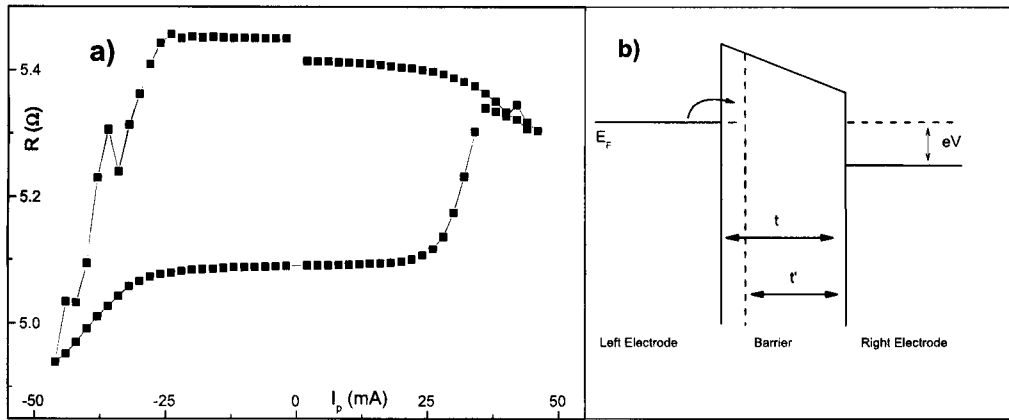 a)
R (Ω)
5.4
5.2
5.0
-50
-25
0
25
50
I_p (mA)
b)
E_F
eV
t
t'
Left Electrode
Barrier
Right Electrode